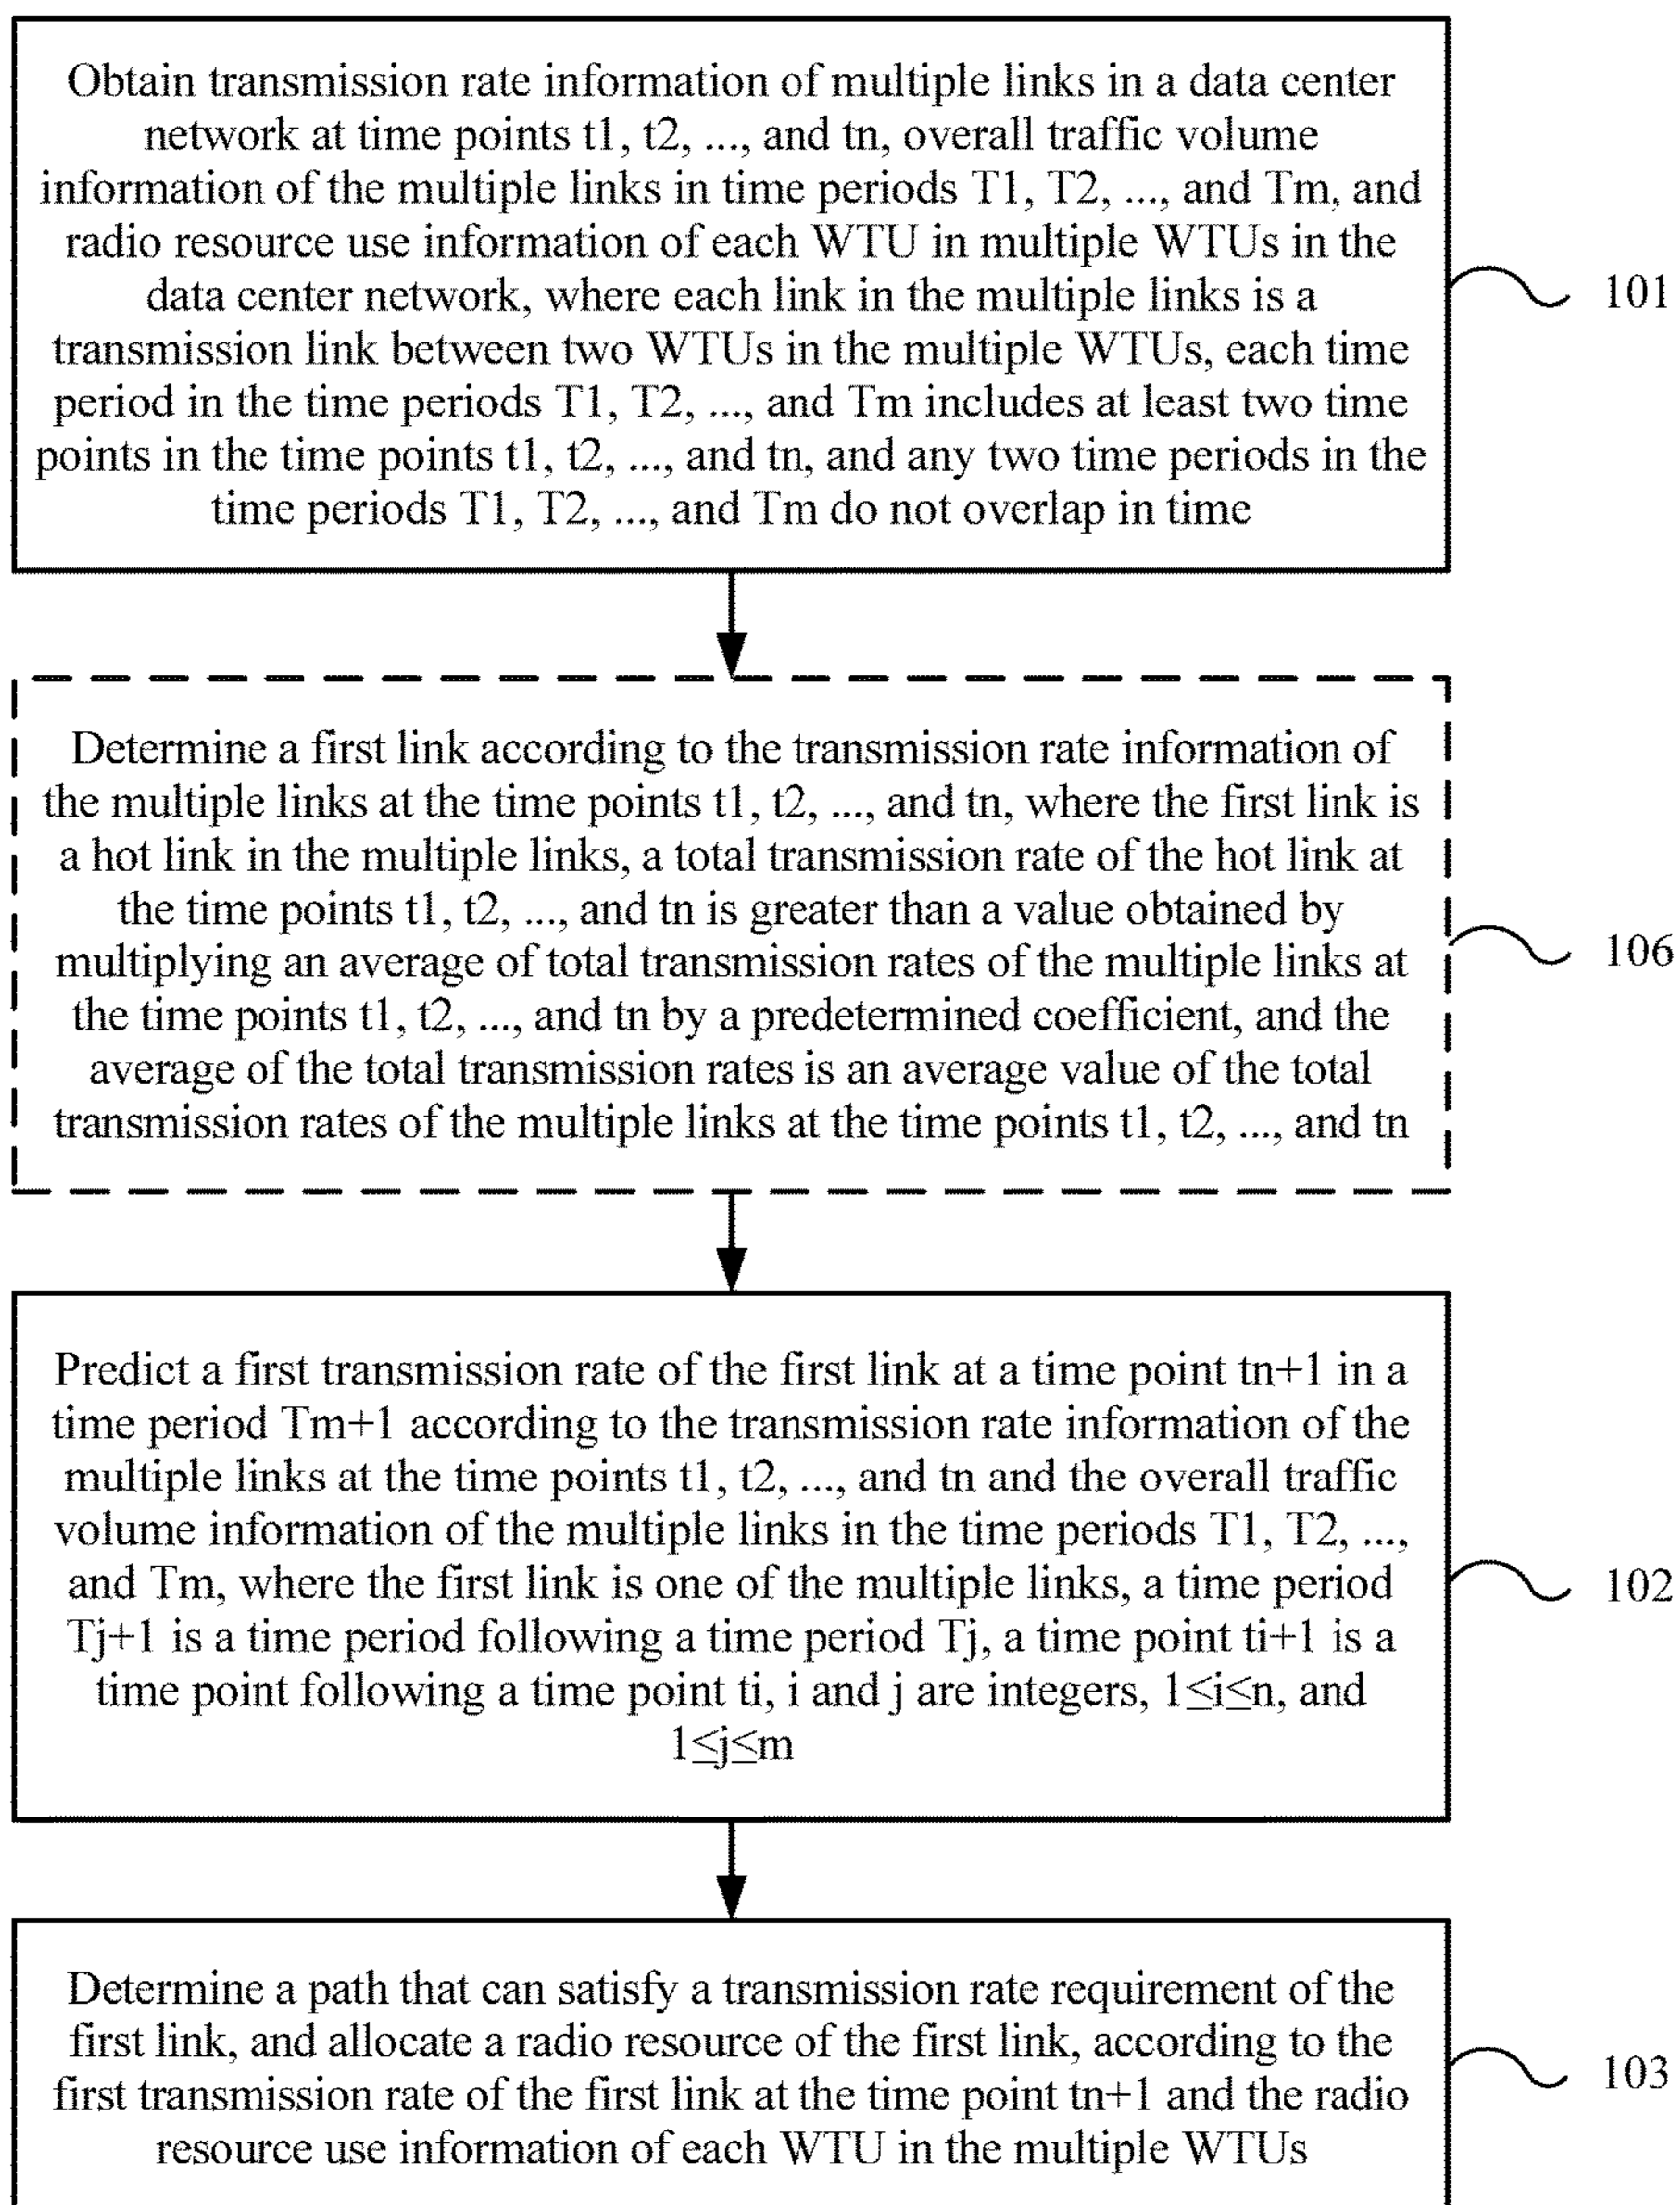 Obtain transmission rate information of multiple links in a data center
network at time points t1, t2, ..., and tn, overall traffic volume
information of the multiple links in time periods T1, T2, ..., and Tm, and
radio resource use information of each WTU in multiple WTUs in the
data center network, where each link in the multiple links is a
transmission link between two WTUs in the multiple WTUs, each time
period in the time periods T1, T2, ..., and Tm includes at least two time
points in the time points t1, t2, ..., and tn, and any two time periods in the
time periods T1, T2, ..., and Tm do not overlap in time
101
Determine a first link according to the transmission rate information of
the multiple links at the time points t1, t2, ..., and tn, where the first link is
a hot link in the multiple links, a total transmission rate of the hot link at
the time points t1, t2, ..., and tn is greater than a value obtained by
multiplying an average of total transmission rates of the multiple links at
the time points t1, t2, ..., and tn by a predetermined coefficient, and the
average of the total transmission rates is an average value of the total
transmission rates of the multiple links at the time points t1, t2, ..., and tn
106
Predict a first transmission rate of the first link at a time point tn+1 in a
time period Tm+1 according to the transmission rate information of the
multiple links at the time points t1, t2, ..., and tn and the overall traffic
volume information of the multiple links in the time periods T1, T2, ...,
and Tm, where the first link is one of the multiple links, a time period
Tj+1 is a time period following a time period Tj, a time point ti+1 is a
time point following a time point ti, i and j are integers, 1≤i≤n, and
1≤j≤m
102
Determine a path that can satisfy a transmission rate requirement of the
first link, and allocate a radio resource of the first link, according to the
first transmission rate of the first link at the time point tn+1 and the radio
resource use information of each WTU in the multiple WTUs
103